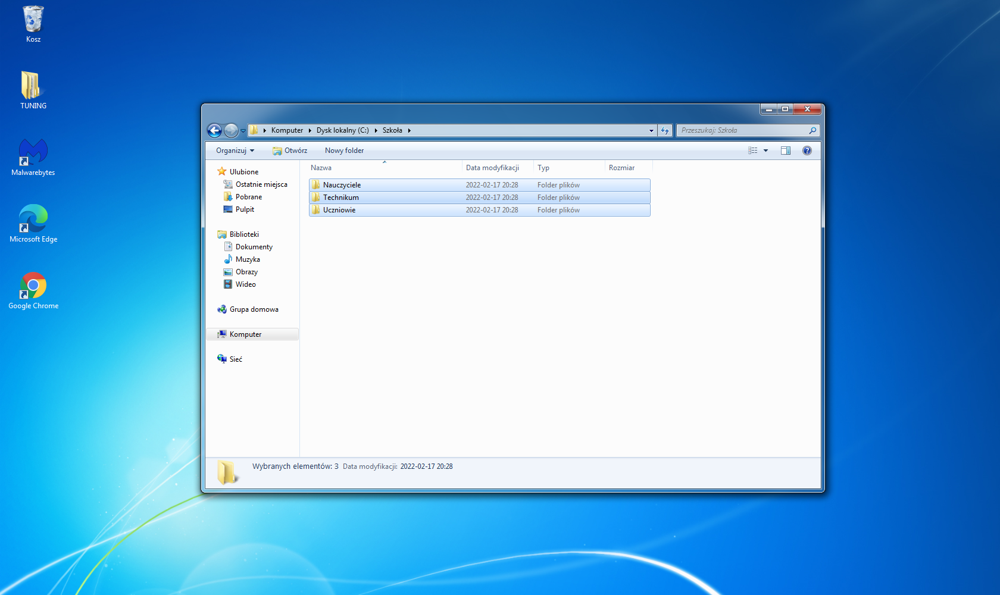 Kosz
TUNING
Malwarebytes
Microsoft Edge
Google Chrome
Komputer Dysk lokalny (C:) Szkoła
Przeszukaj: Szkoła
Organizuj Otwórz Nowy folder
Ulubione
Ostatnie miejsca
Pobrane
Pulpit
Biblioteki
Dokumenty
Muzyka
Obrazy
Wideo
Grupa domowa
Komputer
Sieć
Nazwa Data modyfikacji Typ Rozmiar
Nauczyciele 2022-02-17 20:28 Folder plików
Technikum 2022-02-17 20:28 Folder plików
Uczniowie 2022-02-17 20:28 Folder plików
Wybranych elementów: 3 Data modyfikacji: 2022-02-17 20:28